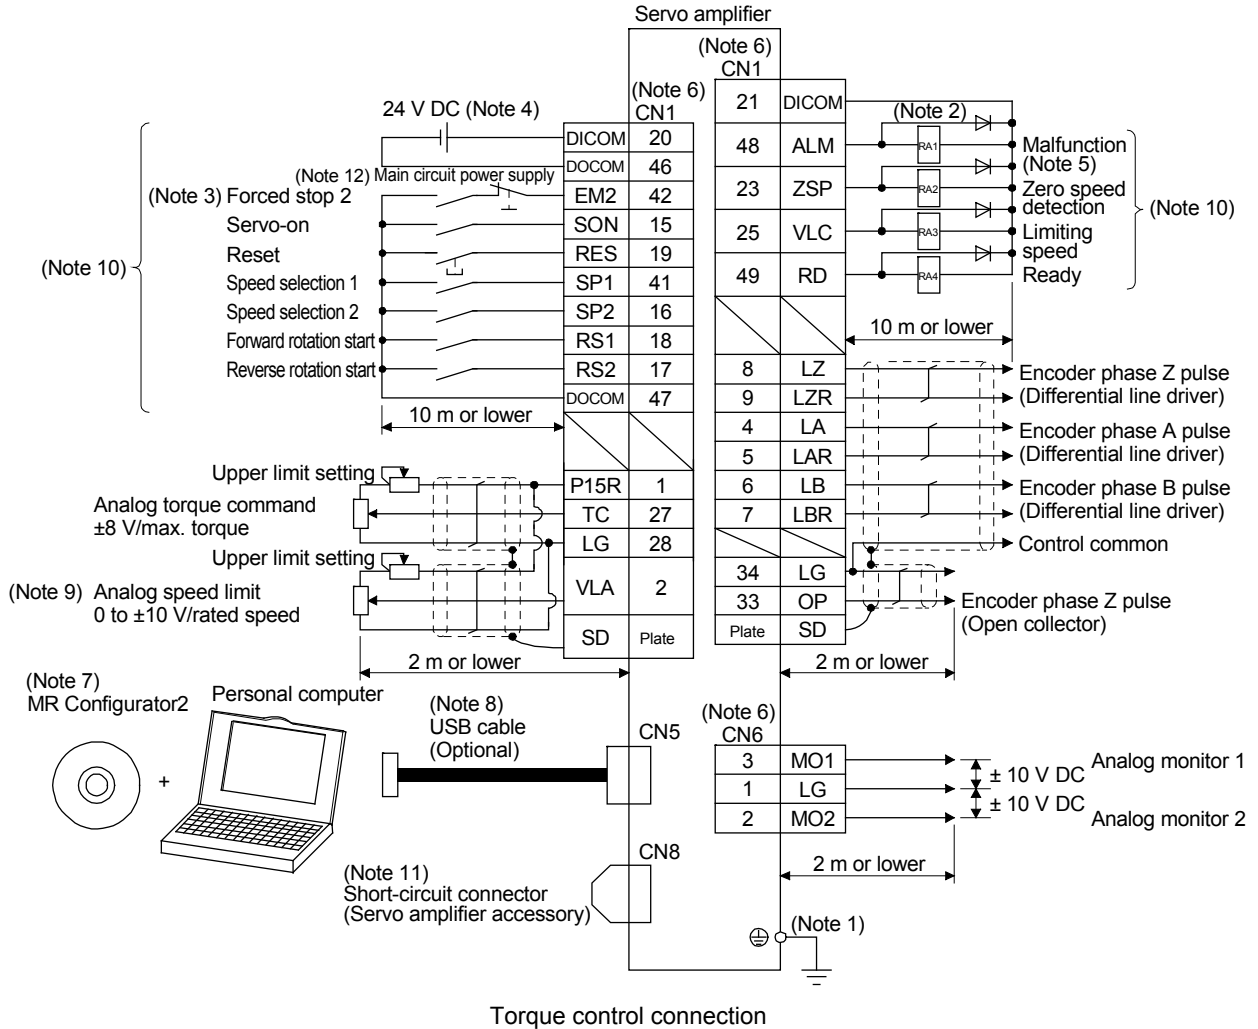 Servo amplifier
(Note 6)
CN1
21 DICOM
48 ALM
23 ZSP
25 VLC
49 RD
8 LZ
9 LZR
4 LA
5 LAR
6 LB
7 LBR
34 LG
33 OP
Plate SD
(Note 2)
RA1
RA2
RA3
RA4
Malfunction
(Note 5)
Zero speed
detection
Limiting
speed
Ready
(Note 10)
10 m or lower
Encoder phase Z pulse
(Differential line driver)
Encoder phase A pulse
(Differential line driver)
Encoder phase B pulse
(Differential line driver)
Control common
Encoder phase Z pulse
(Open collector)
2 m or lower
(Note 6)
CN1
DICOM 20
DOCOM 46
EM2 42
SON 15
RES 19
SP1 41
SP2 16
RS1 18
RS2 17
DOCOM 47
P15R 1
TC 27
LG 28
VLA 2
SD Plate
24 V DC (Note 4)
(Note 12) Main circuit power supply
(Note 3) Forced stop 2
Servo-on
Reset
Speed selection 1
Speed selection 2
Forward rotation start
Reverse rotation start
(Note 10)
10 m or lower
Upper limit setting
Analog torque command
±8 V/max. torque
Upper limit setting
(Note 9) Analog speed limit
0 to ±10 V/rated speed
2 m or lower
(Note 7)
MR Configurator2
Personal computer
+
(Note 8)
USB cable
(Optional)
CN5
(Note 6)
CN6
3 MO1
1 LG
2 MO2
± 10 V DC
± 10 V DC
Analog monitor 1
Analog monitor 2
2 m or lower
CN8
(Note 11)
Short-circuit connector
(Servo amplifier accessory)
(Note 1)
Torque control connection